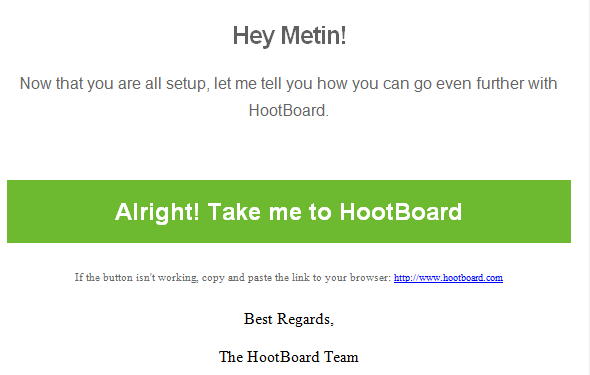 Hey Metin!
Now that you are all setup, let me tell you how you can go even further with
HootBoard.
Alright! Take me to HootBoard
If the button isn't working, copy and paste the link to your browser: http://www.hootboard.com
Best Regards,
The HootBoard Team